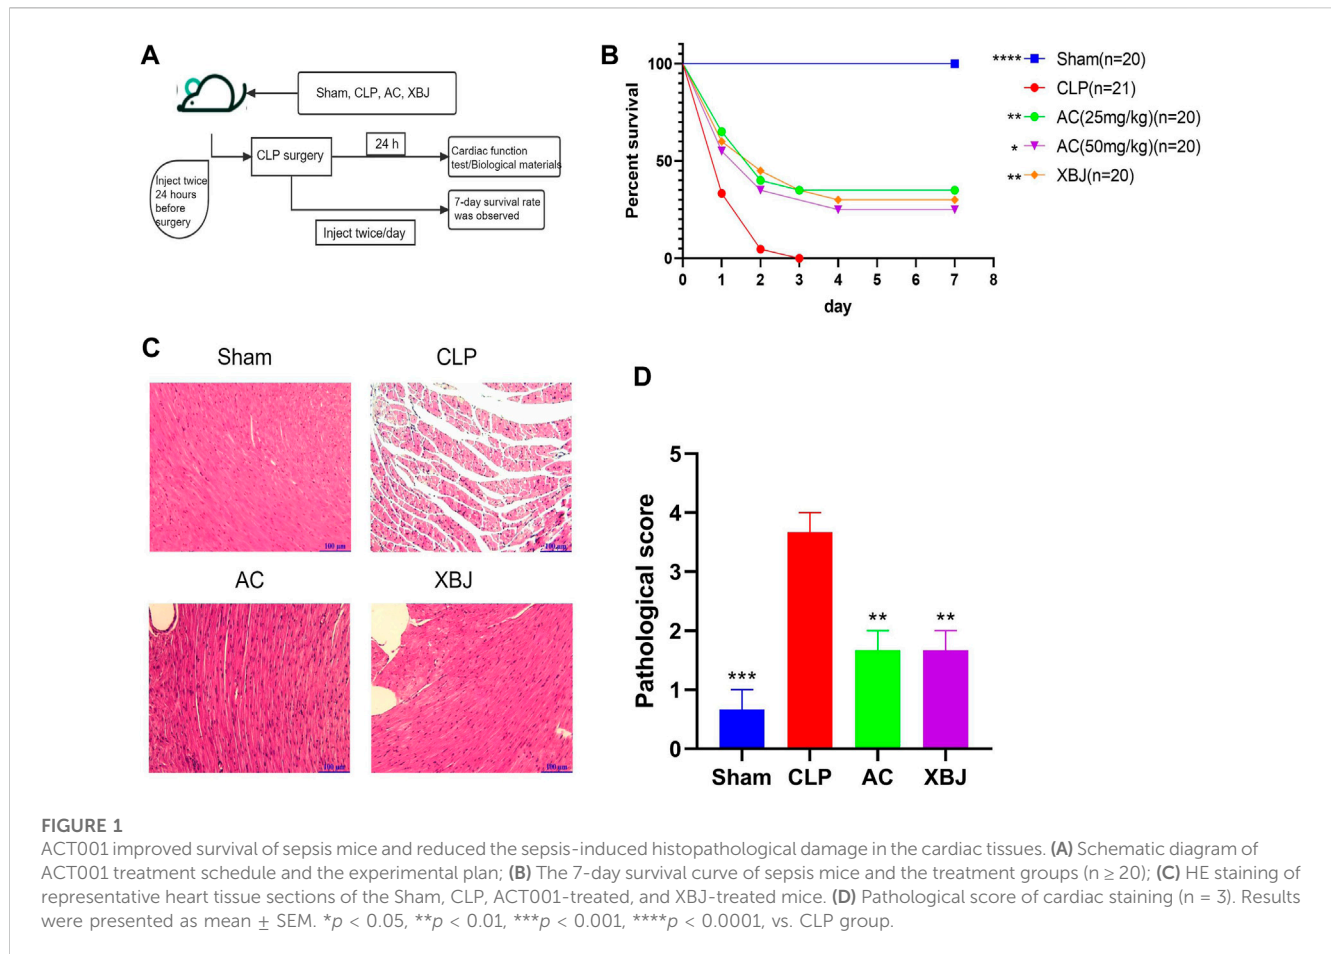 A
Sham, CLP, AC, XBJ
CLP surgery
24 h
Cardiac function
test/Biological materials
Inject twice
24 hours
before
surgery
7-day survival rate
was observed
Inject twice/day
B
Percent survival
100
50
0
0 1 2 3 4 5 6 7 8
day
**** Sham(n=20)
CLP(n=21)
** AC(25mg/kg)(n=20)
* AC(50mg/kg)(n=20)
** XBJ(n=20)
C
Sham
CLP
100 μm
100 μm
AC
XBJ
100 μm
100 μm
D
Pathological score
5
4
3
2
1
0
***
**
**
Sham CLP AC XBJ
FIGURE 1
ACT001 improved survival of sepsis mice and reduced the sepsis-induced histopathological damage in the cardiac tissues. (A) Schematic diagram of
ACT001 treatment schedule and the experimental plan; (B) The 7-day survival curve of sepsis mice and the treatment groups (n ≥ 20); (C) HE staining of
representative heart tissue sections of the Sham, CLP, ACT001-treated, and XBJ-treated mice. (D) Pathological score of cardiac staining (n = 3). Results
were presented as mean ± SEM. *p < 0.05, **p < 0.01, ***p < 0.001, ****p < 0.0001, vs. CLP group.